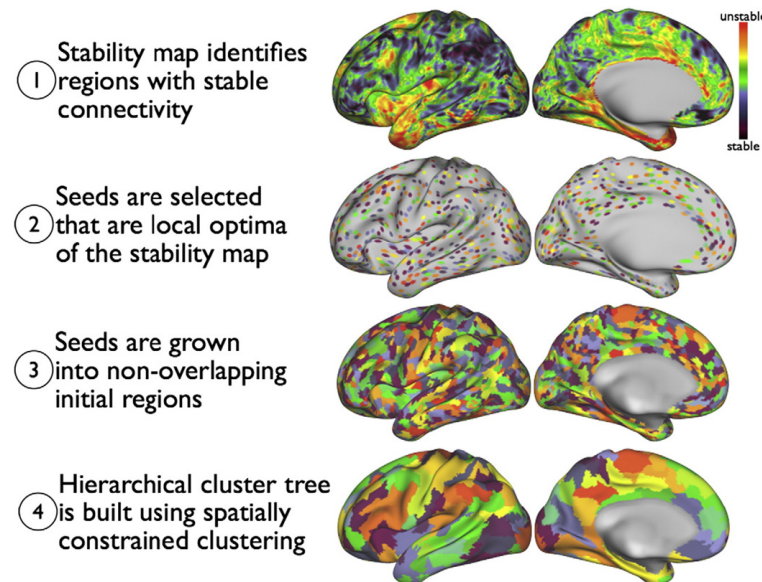 unstable
1
Stability map identifies
regions with stable
connectivity
stable
2
Seeds are selected
that are local optima
of the stability map
3
Seeds are grown
into non-overlapping
initial regions
4
Hierarchical cluster tree
is built using spatially
constrained clustering